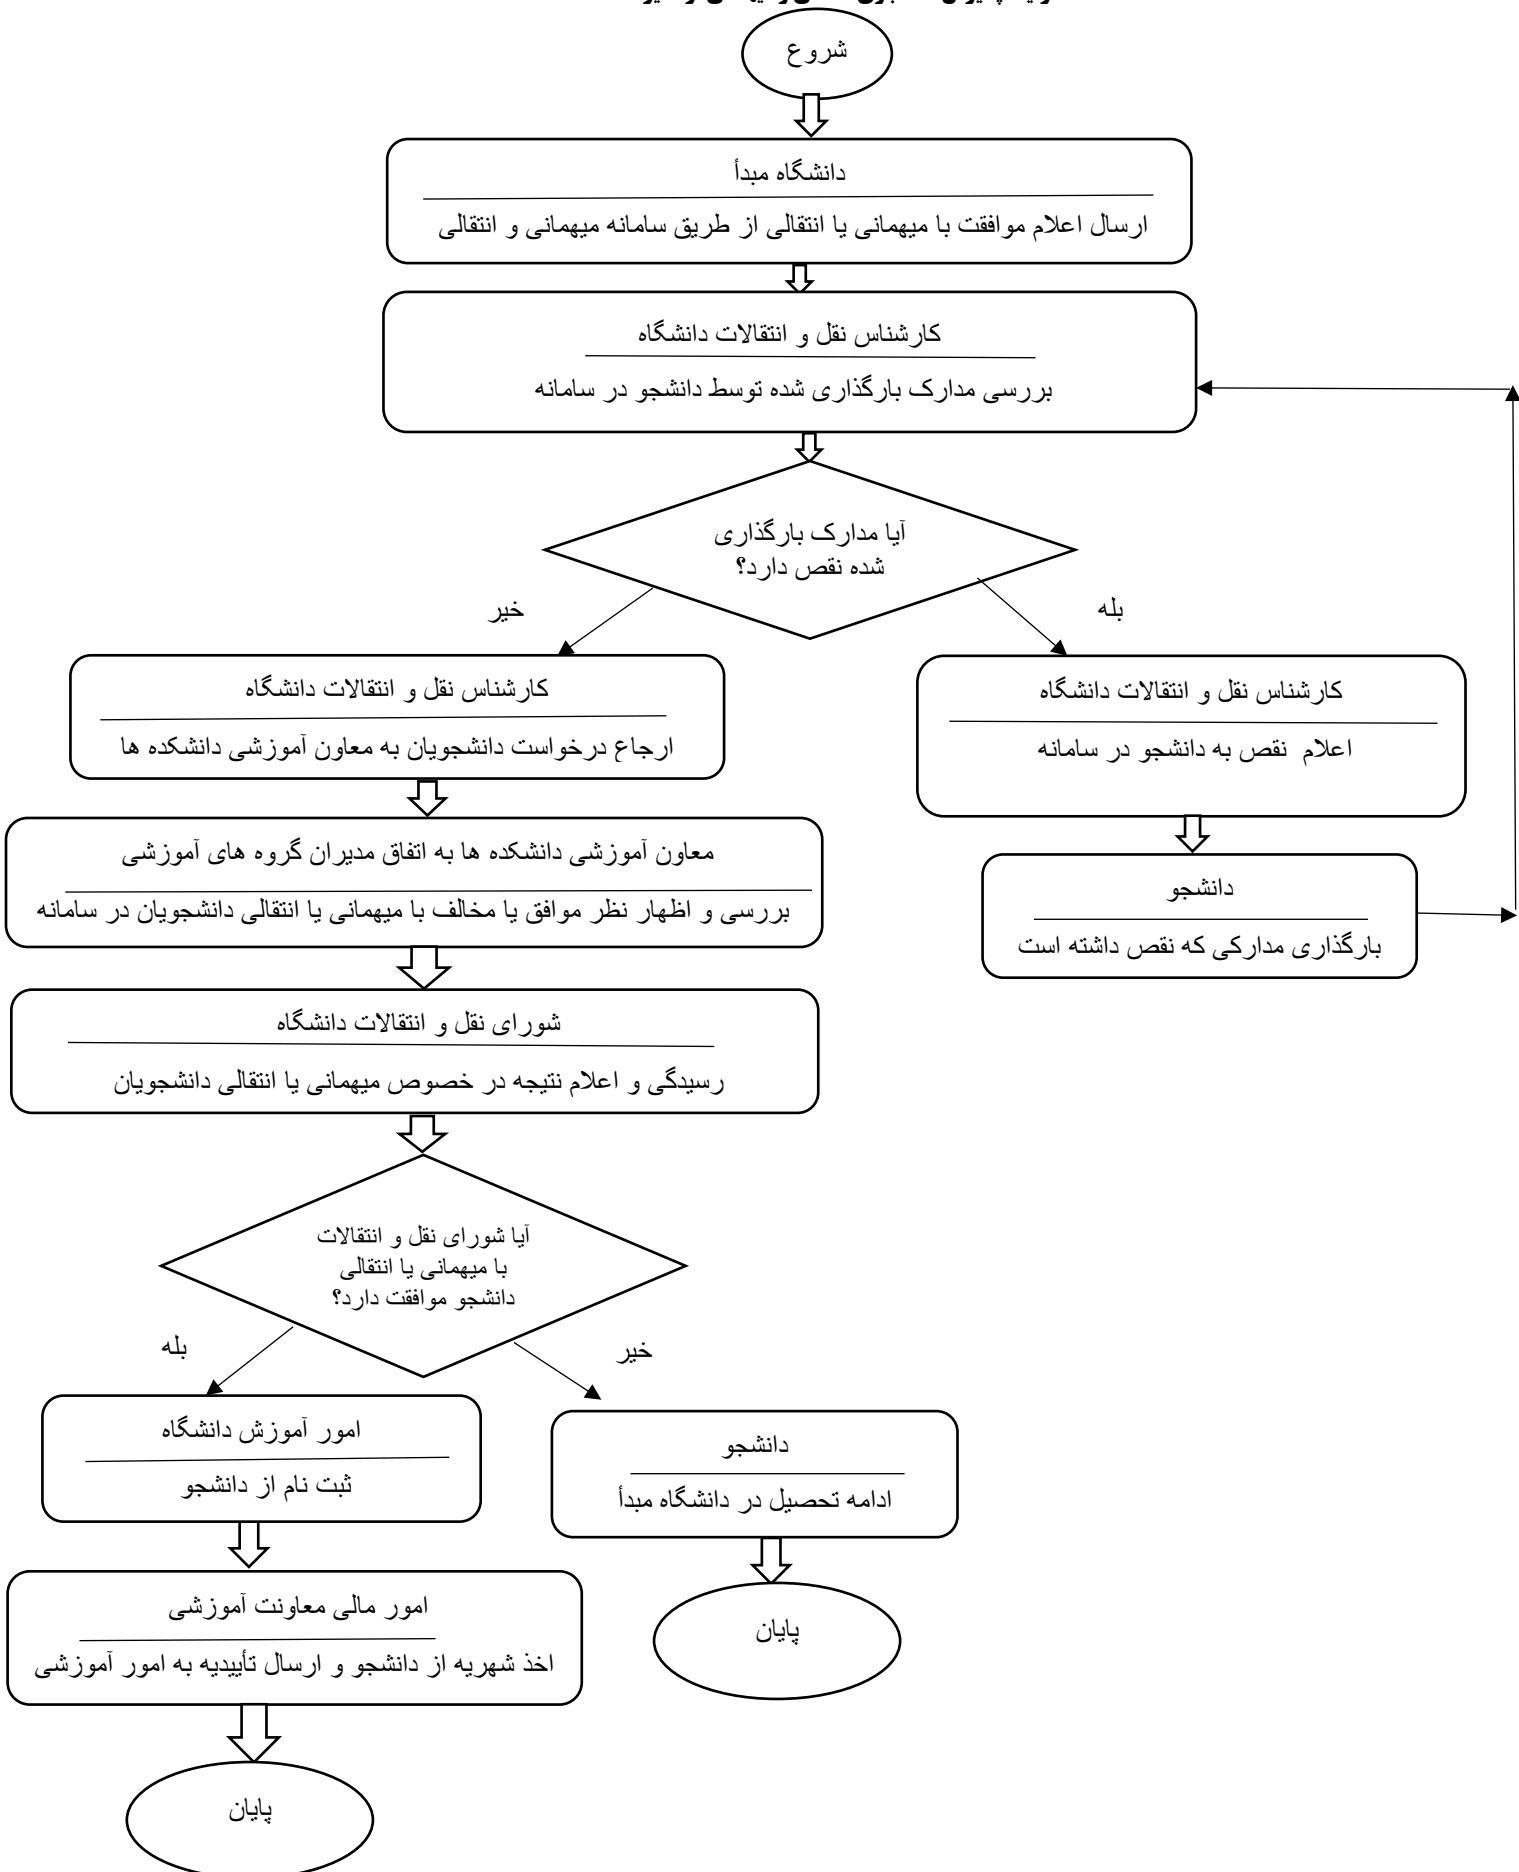 شروع
دانشگاه مبدأ
ارسال اعلام موافقت با میهمانی یا انتقالی از طریق سامانه میهمانی و انتقالی
کارشناس نقل و انتقالات دانشگاه
بررسی مدارک بارگذاری شده توسط دانشجو در سامانه
آیا مدارک بارگذاری
شده نقص دارد؟
خیر
بله
کارشناس نقل و انتقالات دانشگاه
ارجاع درخواست دانشجویان به معاون آموزشی دانشکده ها
کارشناس نقل و انتقالات دانشگاه
اعلام نقص به دانشجو در سامانه
دانشجو
بارگذاری مدارکی که نقص داشته است
معاون آموزشی دانشکده ها به اتفاق مدیران گروه های آموزشی
بررسی و اظهار نظر موافق یا مخالف با میهمانی یا انتقالی دانشجویان در سامانه
شورای نقل و انتقالات دانشگاه
رسیدگی و اعلام نتیجه در خصوص میهمانی یا انتقالی دانشجویان
آیا شورای نقل و انتقالات
با میهمانی یا انتقالی
دانشجو موافقت دارد؟
بله
خیر
امور آموزش دانشگاه
ثبت نام از دانشجو
دانشجو
ادامه تحصیل در دانشگاه مبدأ
امور مالی معاونت آموزشی
اخذ شهریه از دانشجو و ارسال تأییدیه به امور آموزشی
پایان
پایان